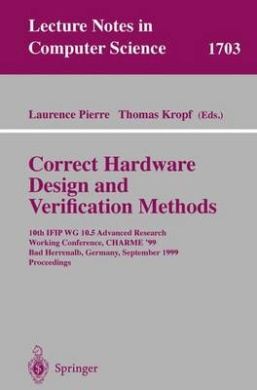 Lecture Notes in
Computer Science 1703
Laurence Pierre Thomas Kropf (Eds.)
Correct Hardware
Design and
Verification Methods
10th IFIP WG 10.5 Advanced Research
Working Conference, CHARME '99
Bad Herrenalb, Germany, September 1999
Proceedings
Springer